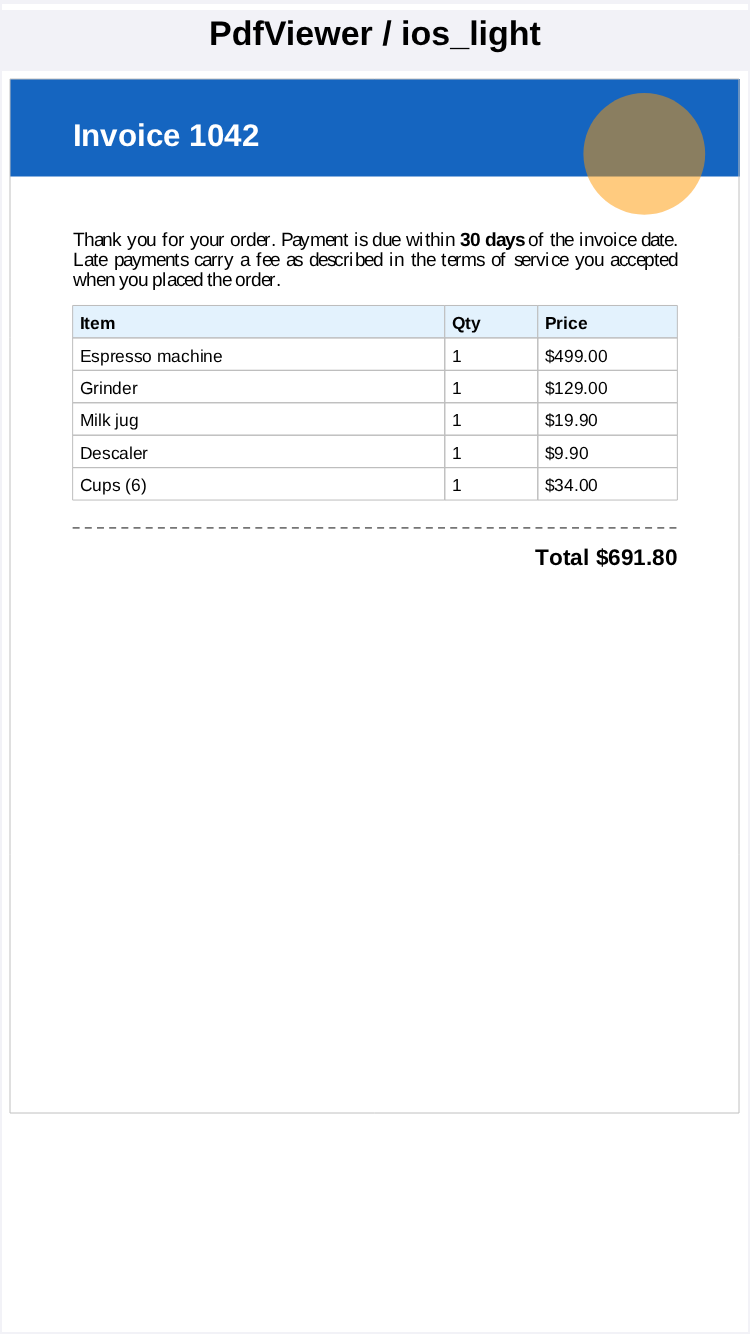 PdfViewer / ios_light
Invoice 1042
Thank you for your order. Payment is due within 30 days of the invoice date.
Late payments carry a fee as described in the terms of service you accepted
when you placed the order.
Item Qty Price
Espresso machine 1 $499.00
Grinder 1 $129.00
Milk jug 1 $19.90
Descaler 1 $9.90
Cups (6) 1 $34.00
Total $691.80